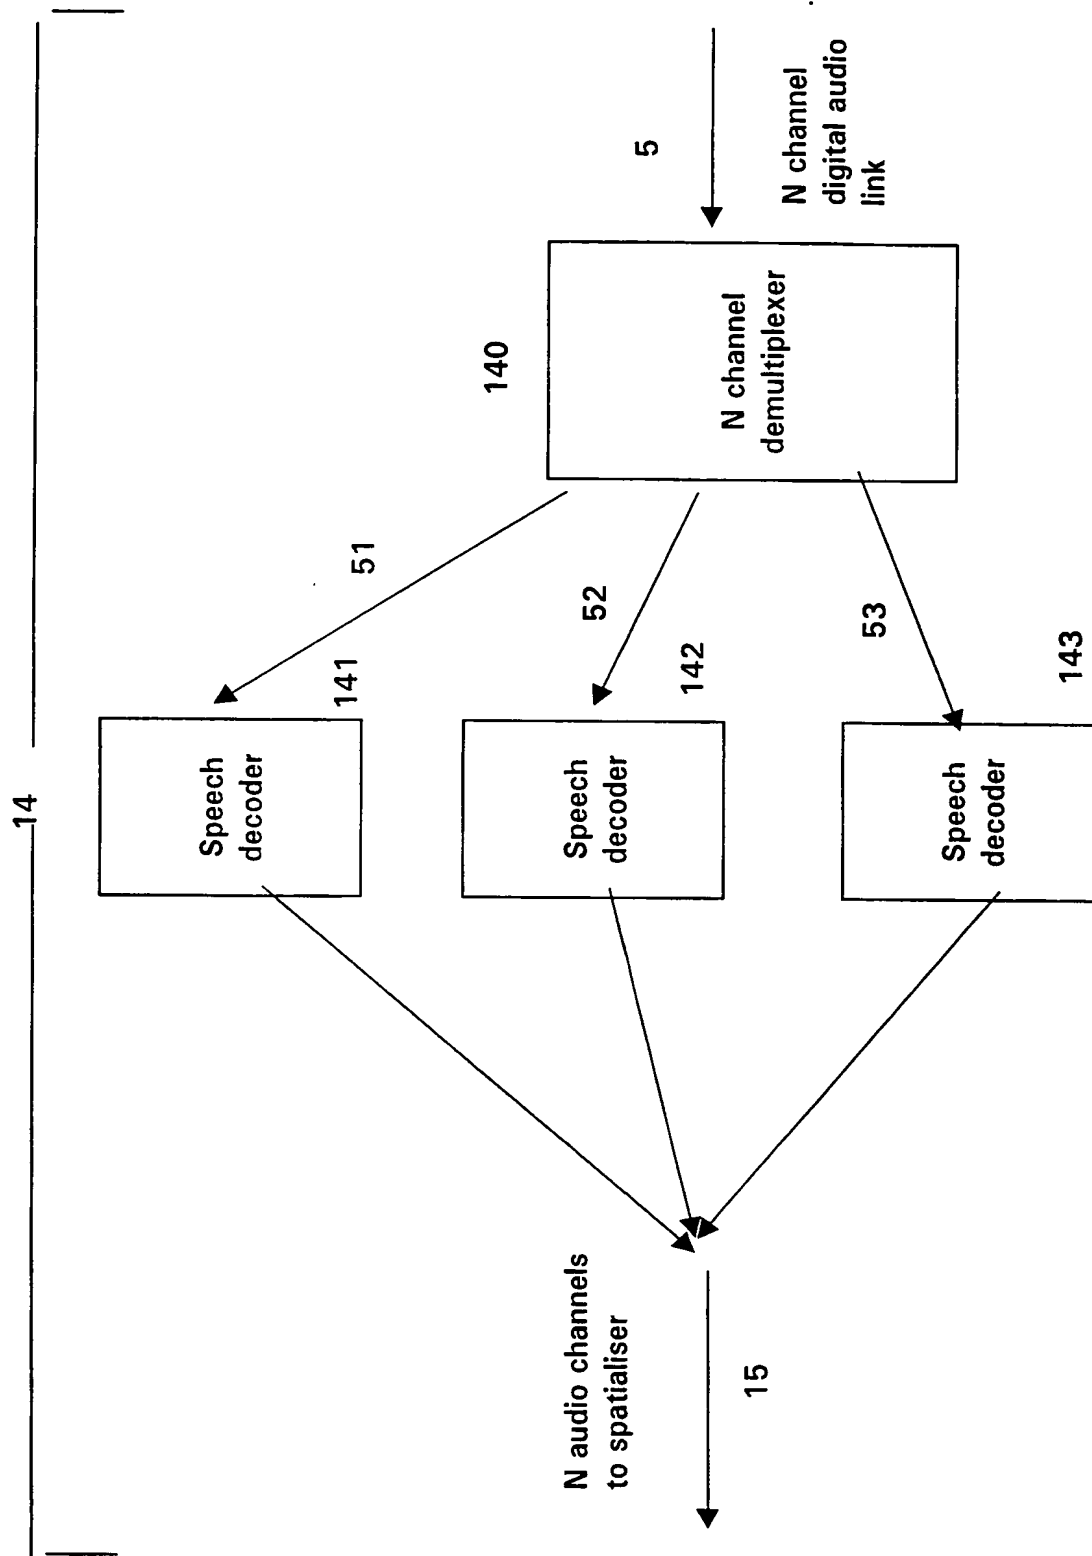 14
N audio channels
to spatialiser
15
Speech
decoder
141
Speech
decoder
142
Speech
decoder
143
51
52
53
140
N channel
demultiplexer
5
N channel
digital audio
link